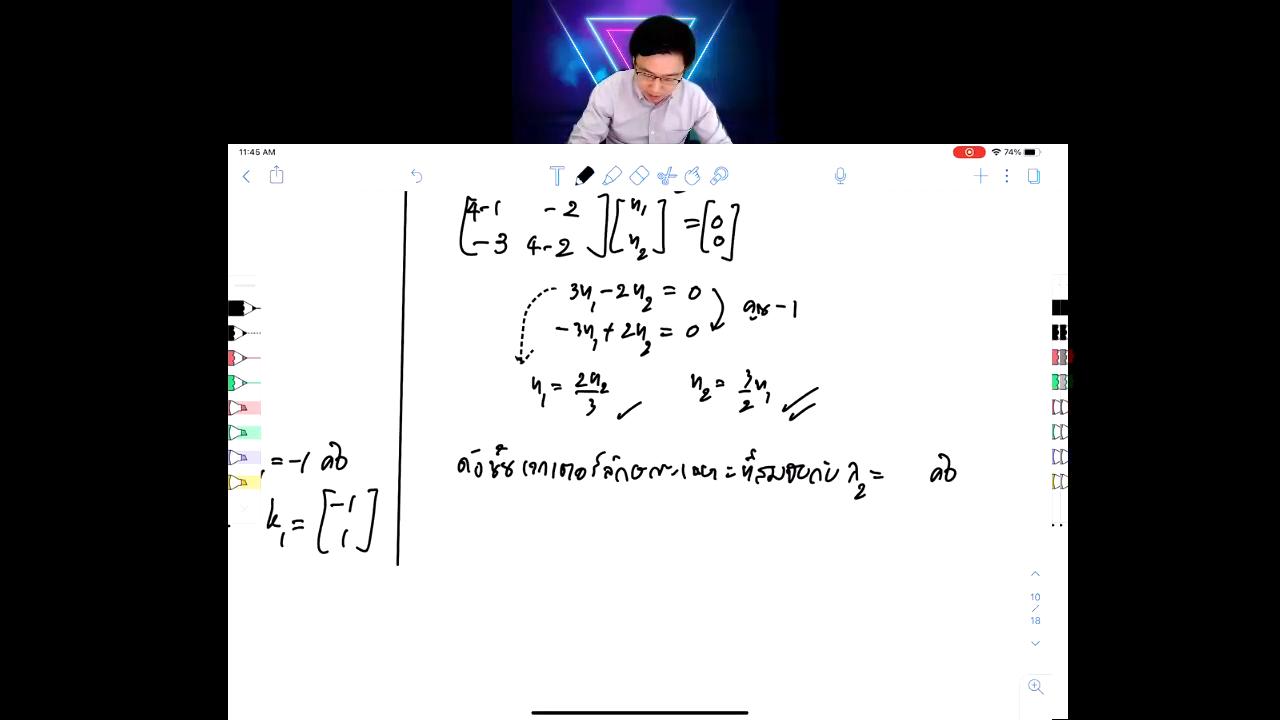 11:45 AM
74%
[4-1 -2; -3 4-2] [x₁; x₂] = [0; 0]
3x₁ - 2x₂ = 0
-3x₁ + 2x₂ = 0
คูณ -1
x₁ = 2x₂/3 ✓
x₂ = 3/2 x₁ ✓✓
₁ = -1 คือ
k₁ = [-1; 1]
ดังนั้น เวกเตอร์ลักษณะเฉพาะที่สมนัยกับ λ₂ = คือ
10
/
18